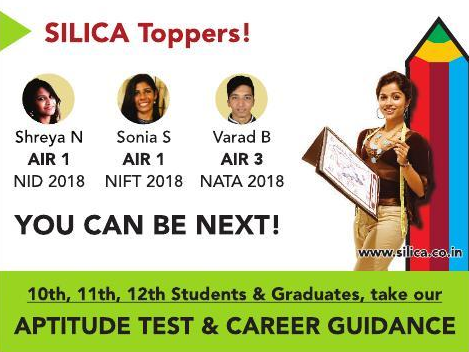 SILICA Toppers!
Shreya N Sonia S Varad B
AIR 1 AIR 1 AIR 3
NID 2018 NIFT 2018 NATA 2018
YOU CAN BE NEXT!
www.silica.co.in
10th, 11th, 12th Students & Graduates, take our
APTITUDE TEST & CAREER GUIDANCE